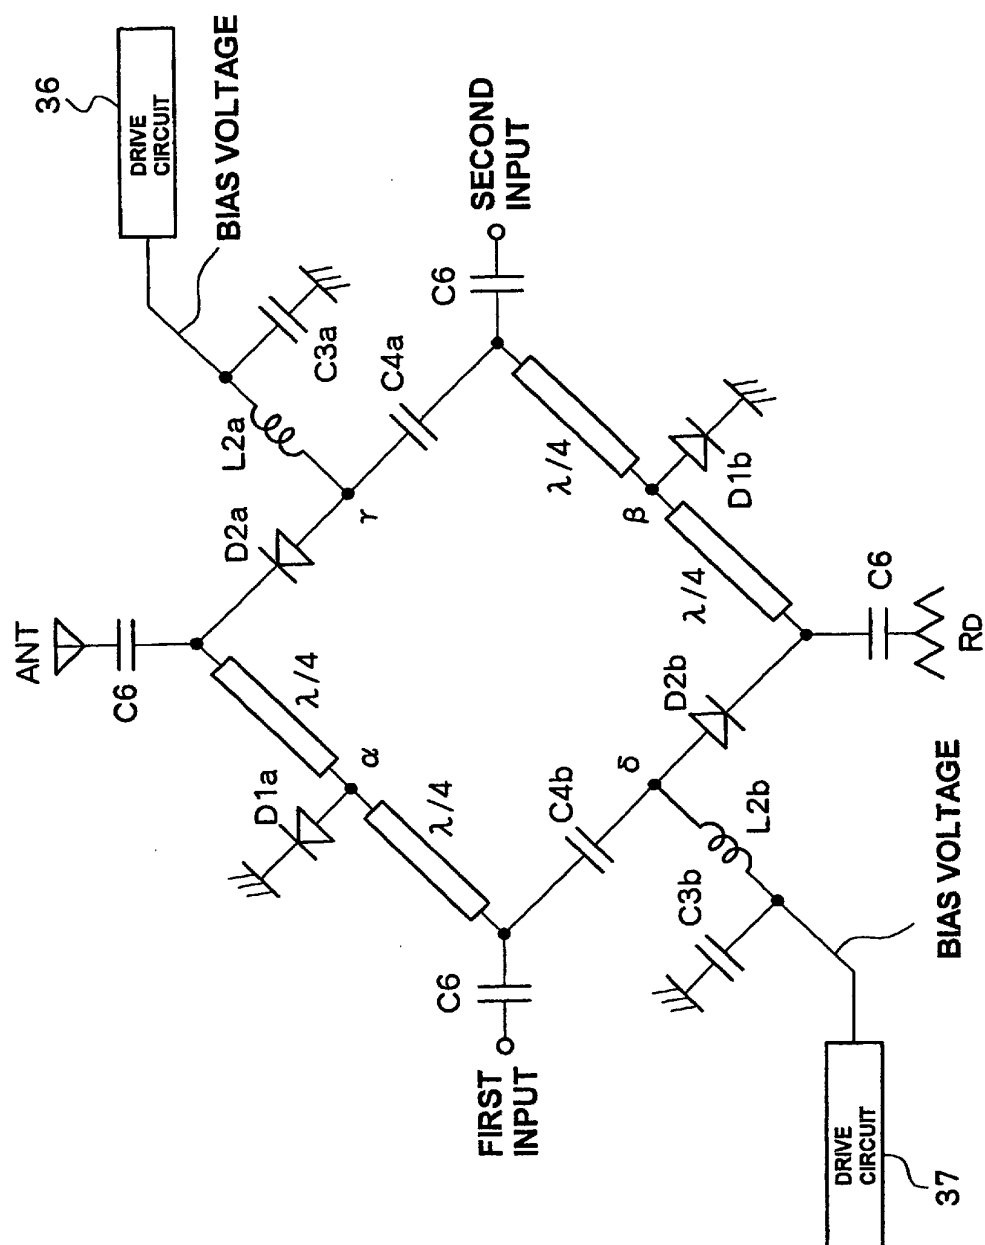 36
DRIVE
CIRCUIT
BIAS VOLTAGE
ANT
C6
D2a
L2a
C3a
γ
C4a
C6
SECOND
INPUT
λ/4
α
D1a
λ/4
λ/4
β
D1b
λ/4
FIRST
INPUT
C6
C4b
δ
D2b
C6
RD
L2b
C3b
BIAS VOLTAGE
DRIVE
CIRCUIT
37